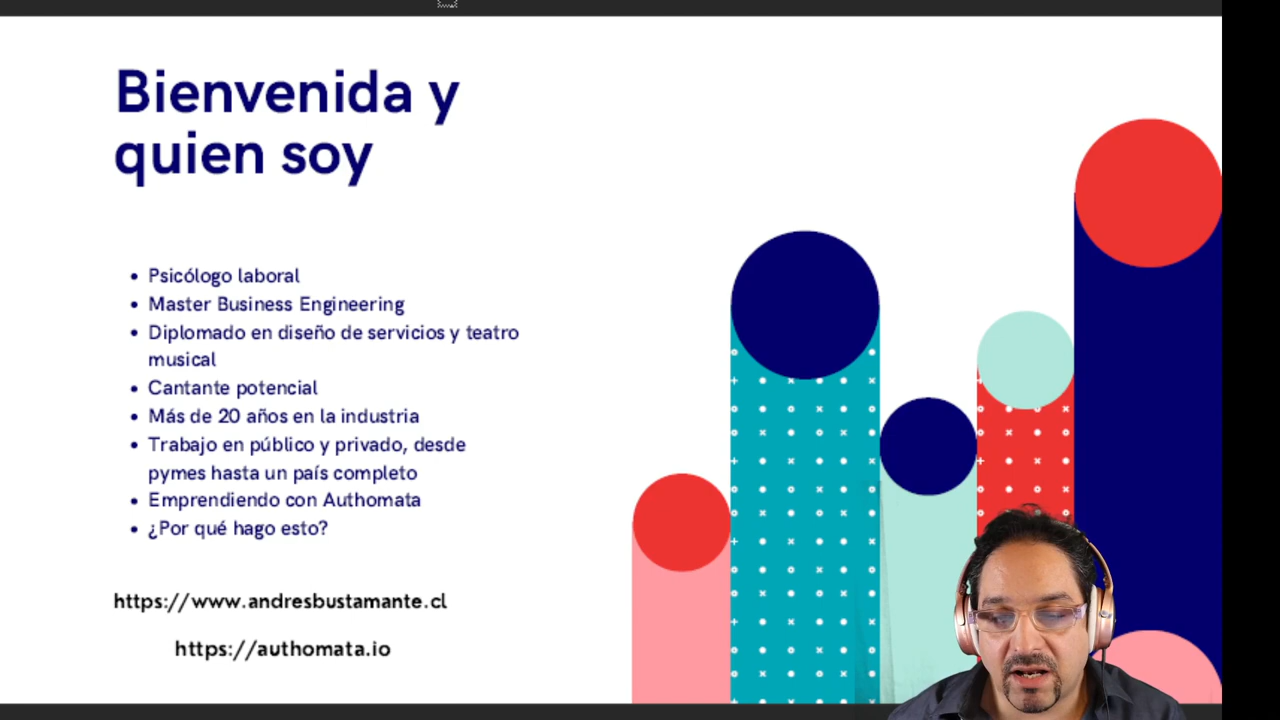 Bienvenida y
quien soy
• Psicólogo laboral
• Master Business Engineering
• Diplomado en diseño de servicios y teatro
musical
• Cantante potencial
• Más de 20 años en la industria
• Trabajo en público y privado, desde
pymes hasta un país completo
• Emprendiendo con Authomata
• ¿Por qué hago esto?
https://www.andresbustamante.cl
https://authomata.io